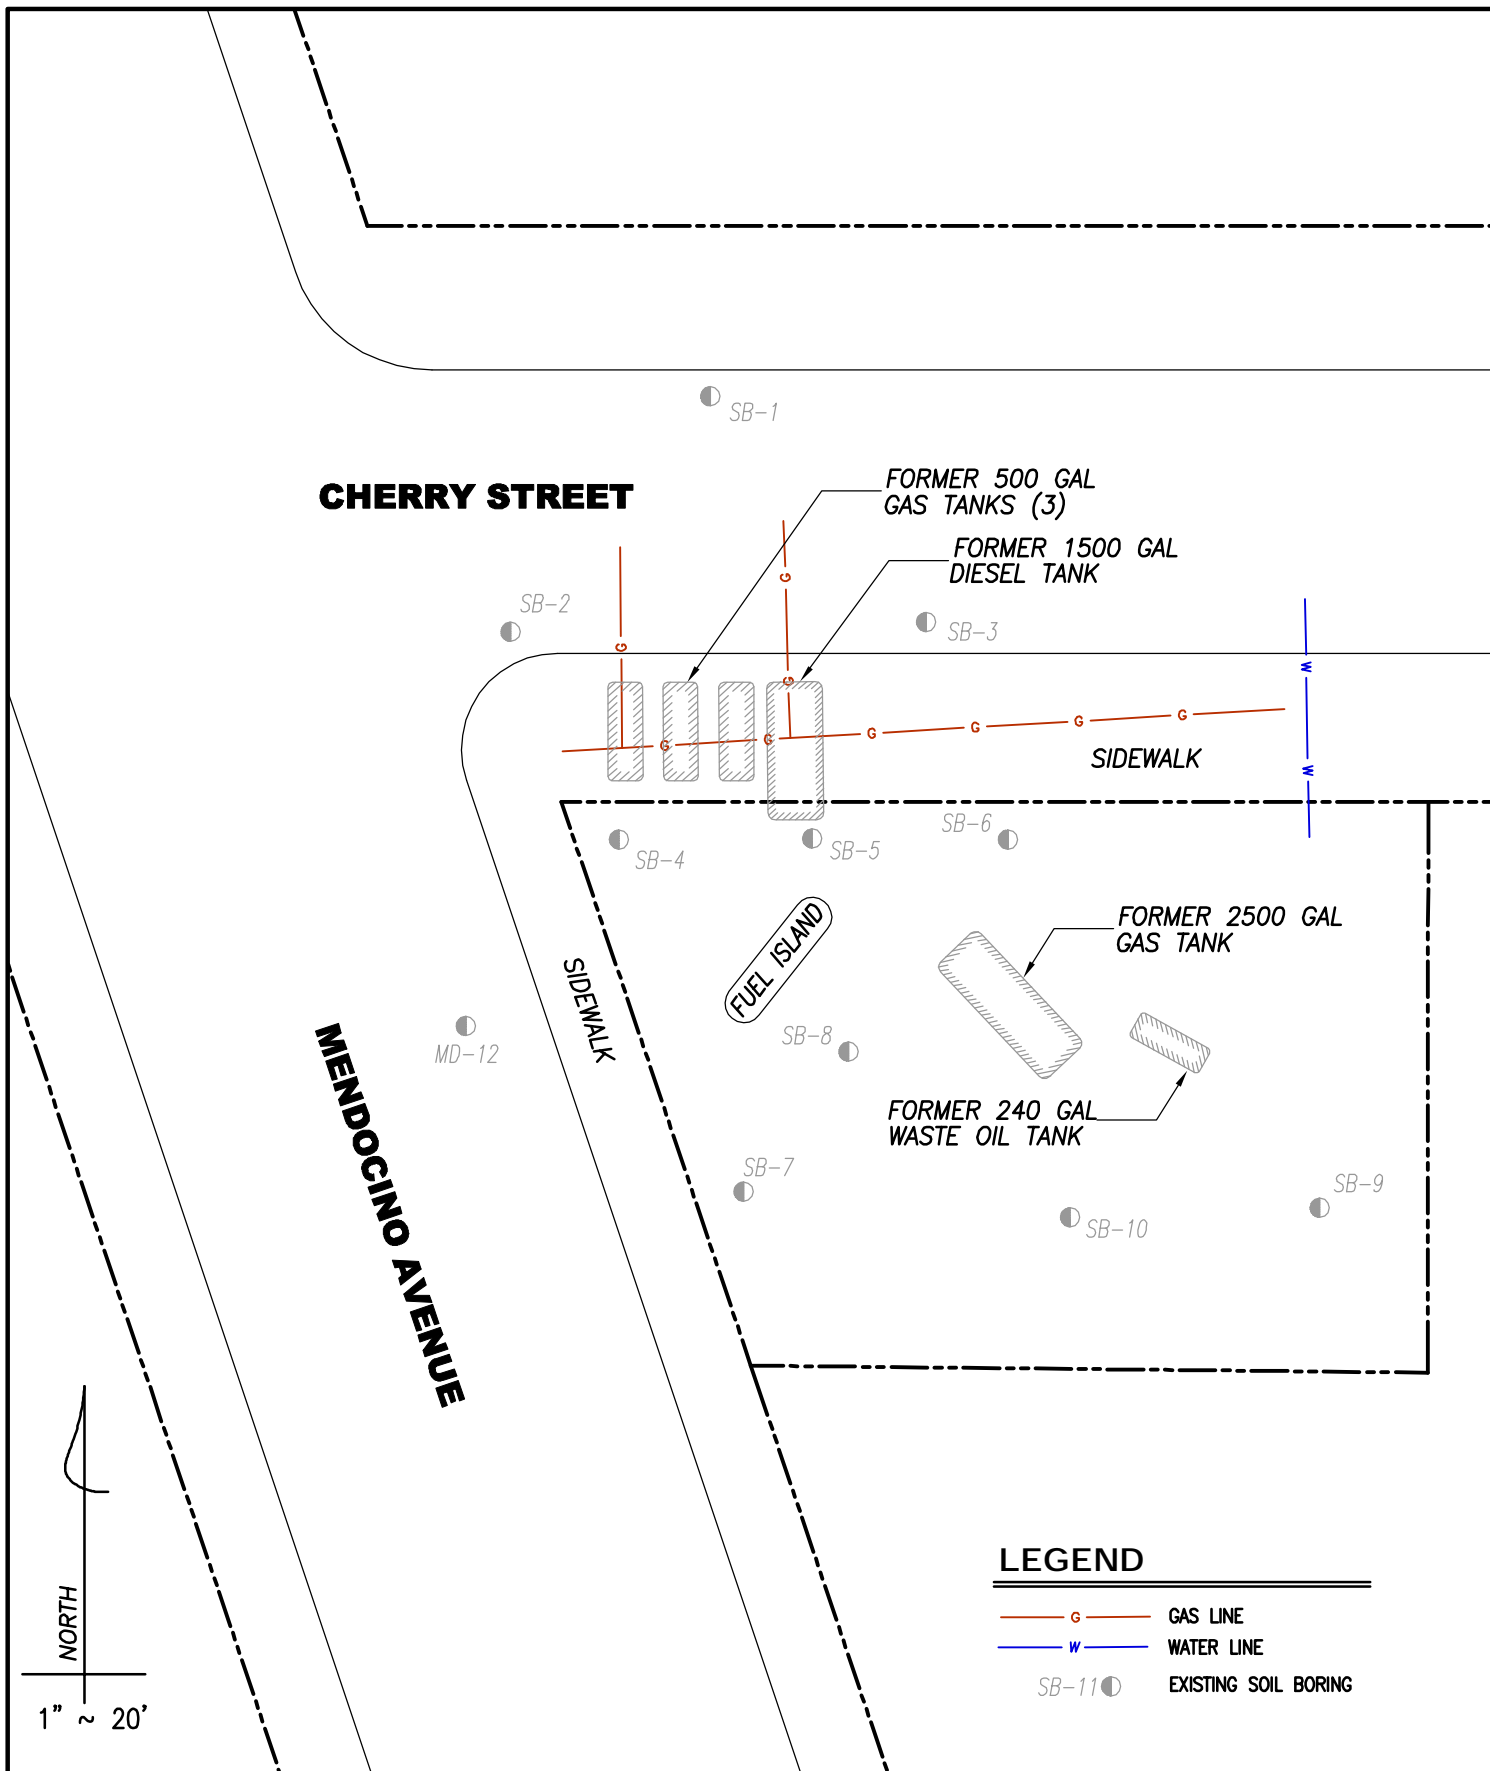 SB-1
FORMER 500 GAL
GAS TANKS (3)
CHERRY STREET
FORMER 1500 GAL
DIESEL TANK
G
SB-2
SB-3
G
W
G
G
G
G
G
G
G
SIDEWALK
W
SB-6
SB-4
SB-5
FUEL ISLAND
FORMER 2500 GAL
GAS TANK
SIDEWALK
SB-8
MD-12
MENDOCINO AVENUE
FORMER 240 GAL
WASTE OIL TANK
SB-7
SB-9
SB-10
LEGEND
G GAS LINE
W WATER LINE
SB-11 EXISTING SOIL BORING
NORTH
1" ~ 20'